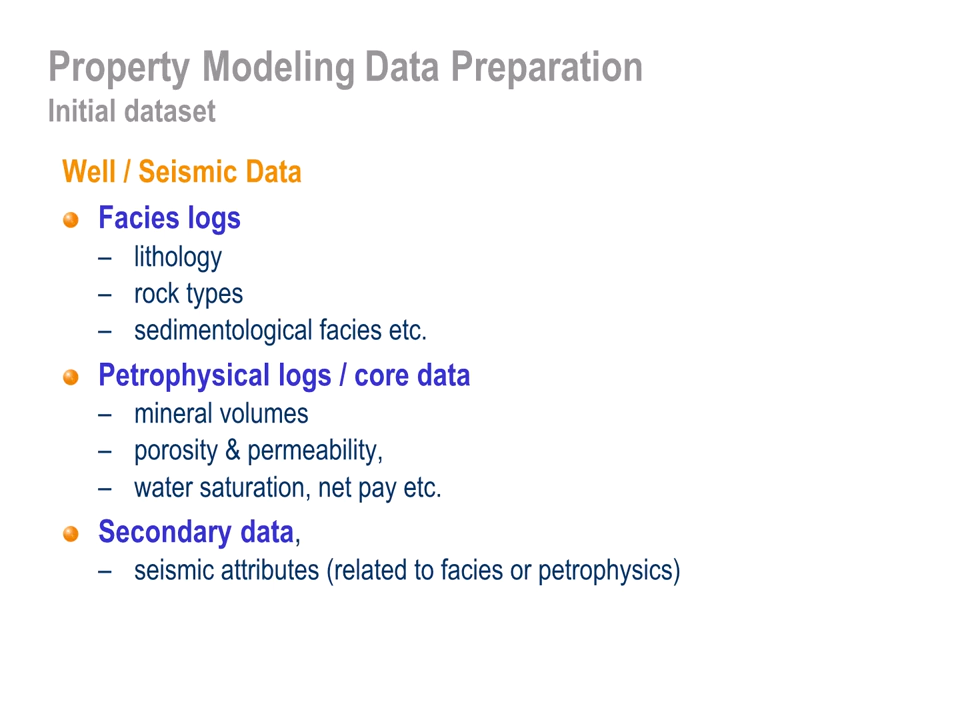 Property Modeling Data Preparation
Initial dataset
Well / Seismic Data
Facies logs
– lithology
– rock types
– sedimentological facies etc.
Petrophysical logs / core data
– mineral volumes
– porosity & permeability,
– water saturation, net pay etc.
Secondary data,
– seismic attributes (related to facies or petrophysics)